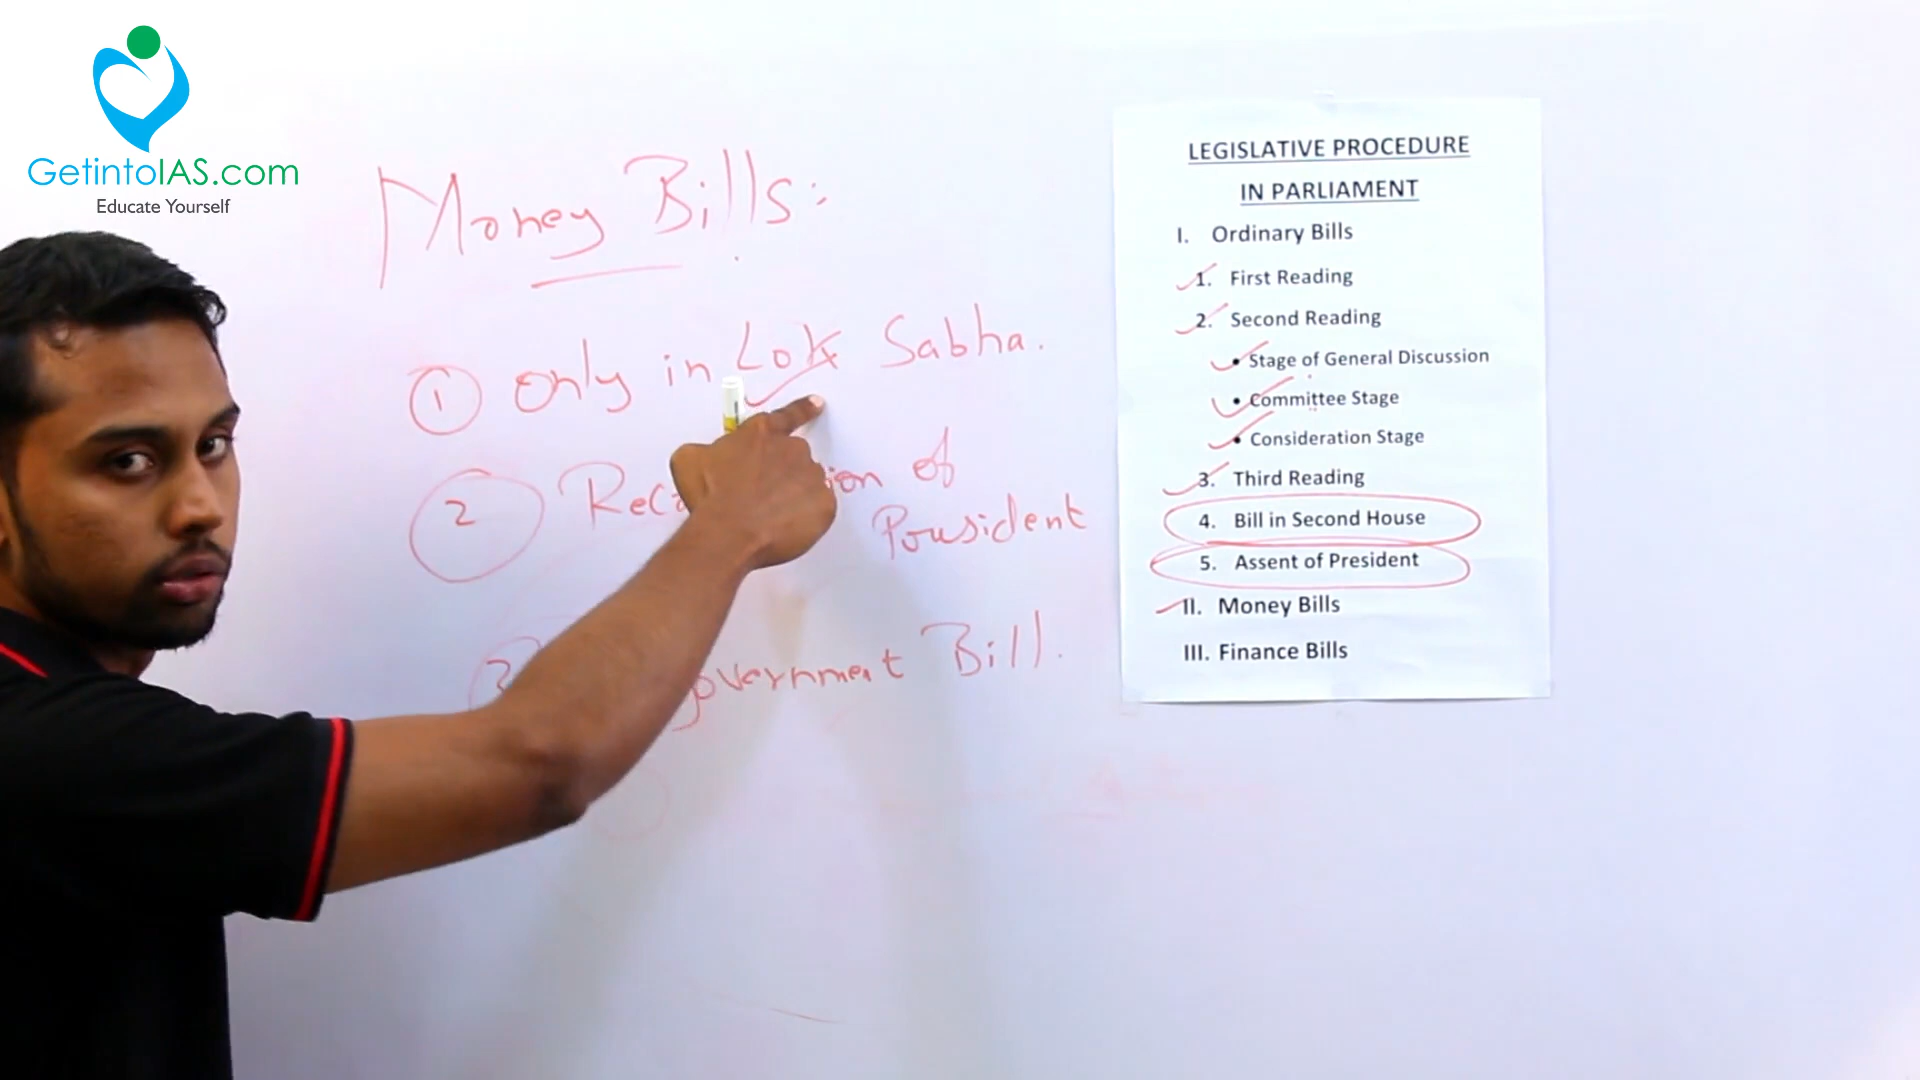 GetintoIAS.com
Educate Yourself
Money Bills:
1 Only in Lok Sabha.
2 of
President
3 Bill.
LEGISLATIVE PROCEDURE
IN PARLIAMENT
I. Ordinary Bills
1. First Reading
2. Second Reading
• Stage of General Discussion
• Committee Stage
• Consideration Stage
3. Third Reading
4. Bill in Second House
5. Assent of President
II. Money Bills
III. Finance Bills